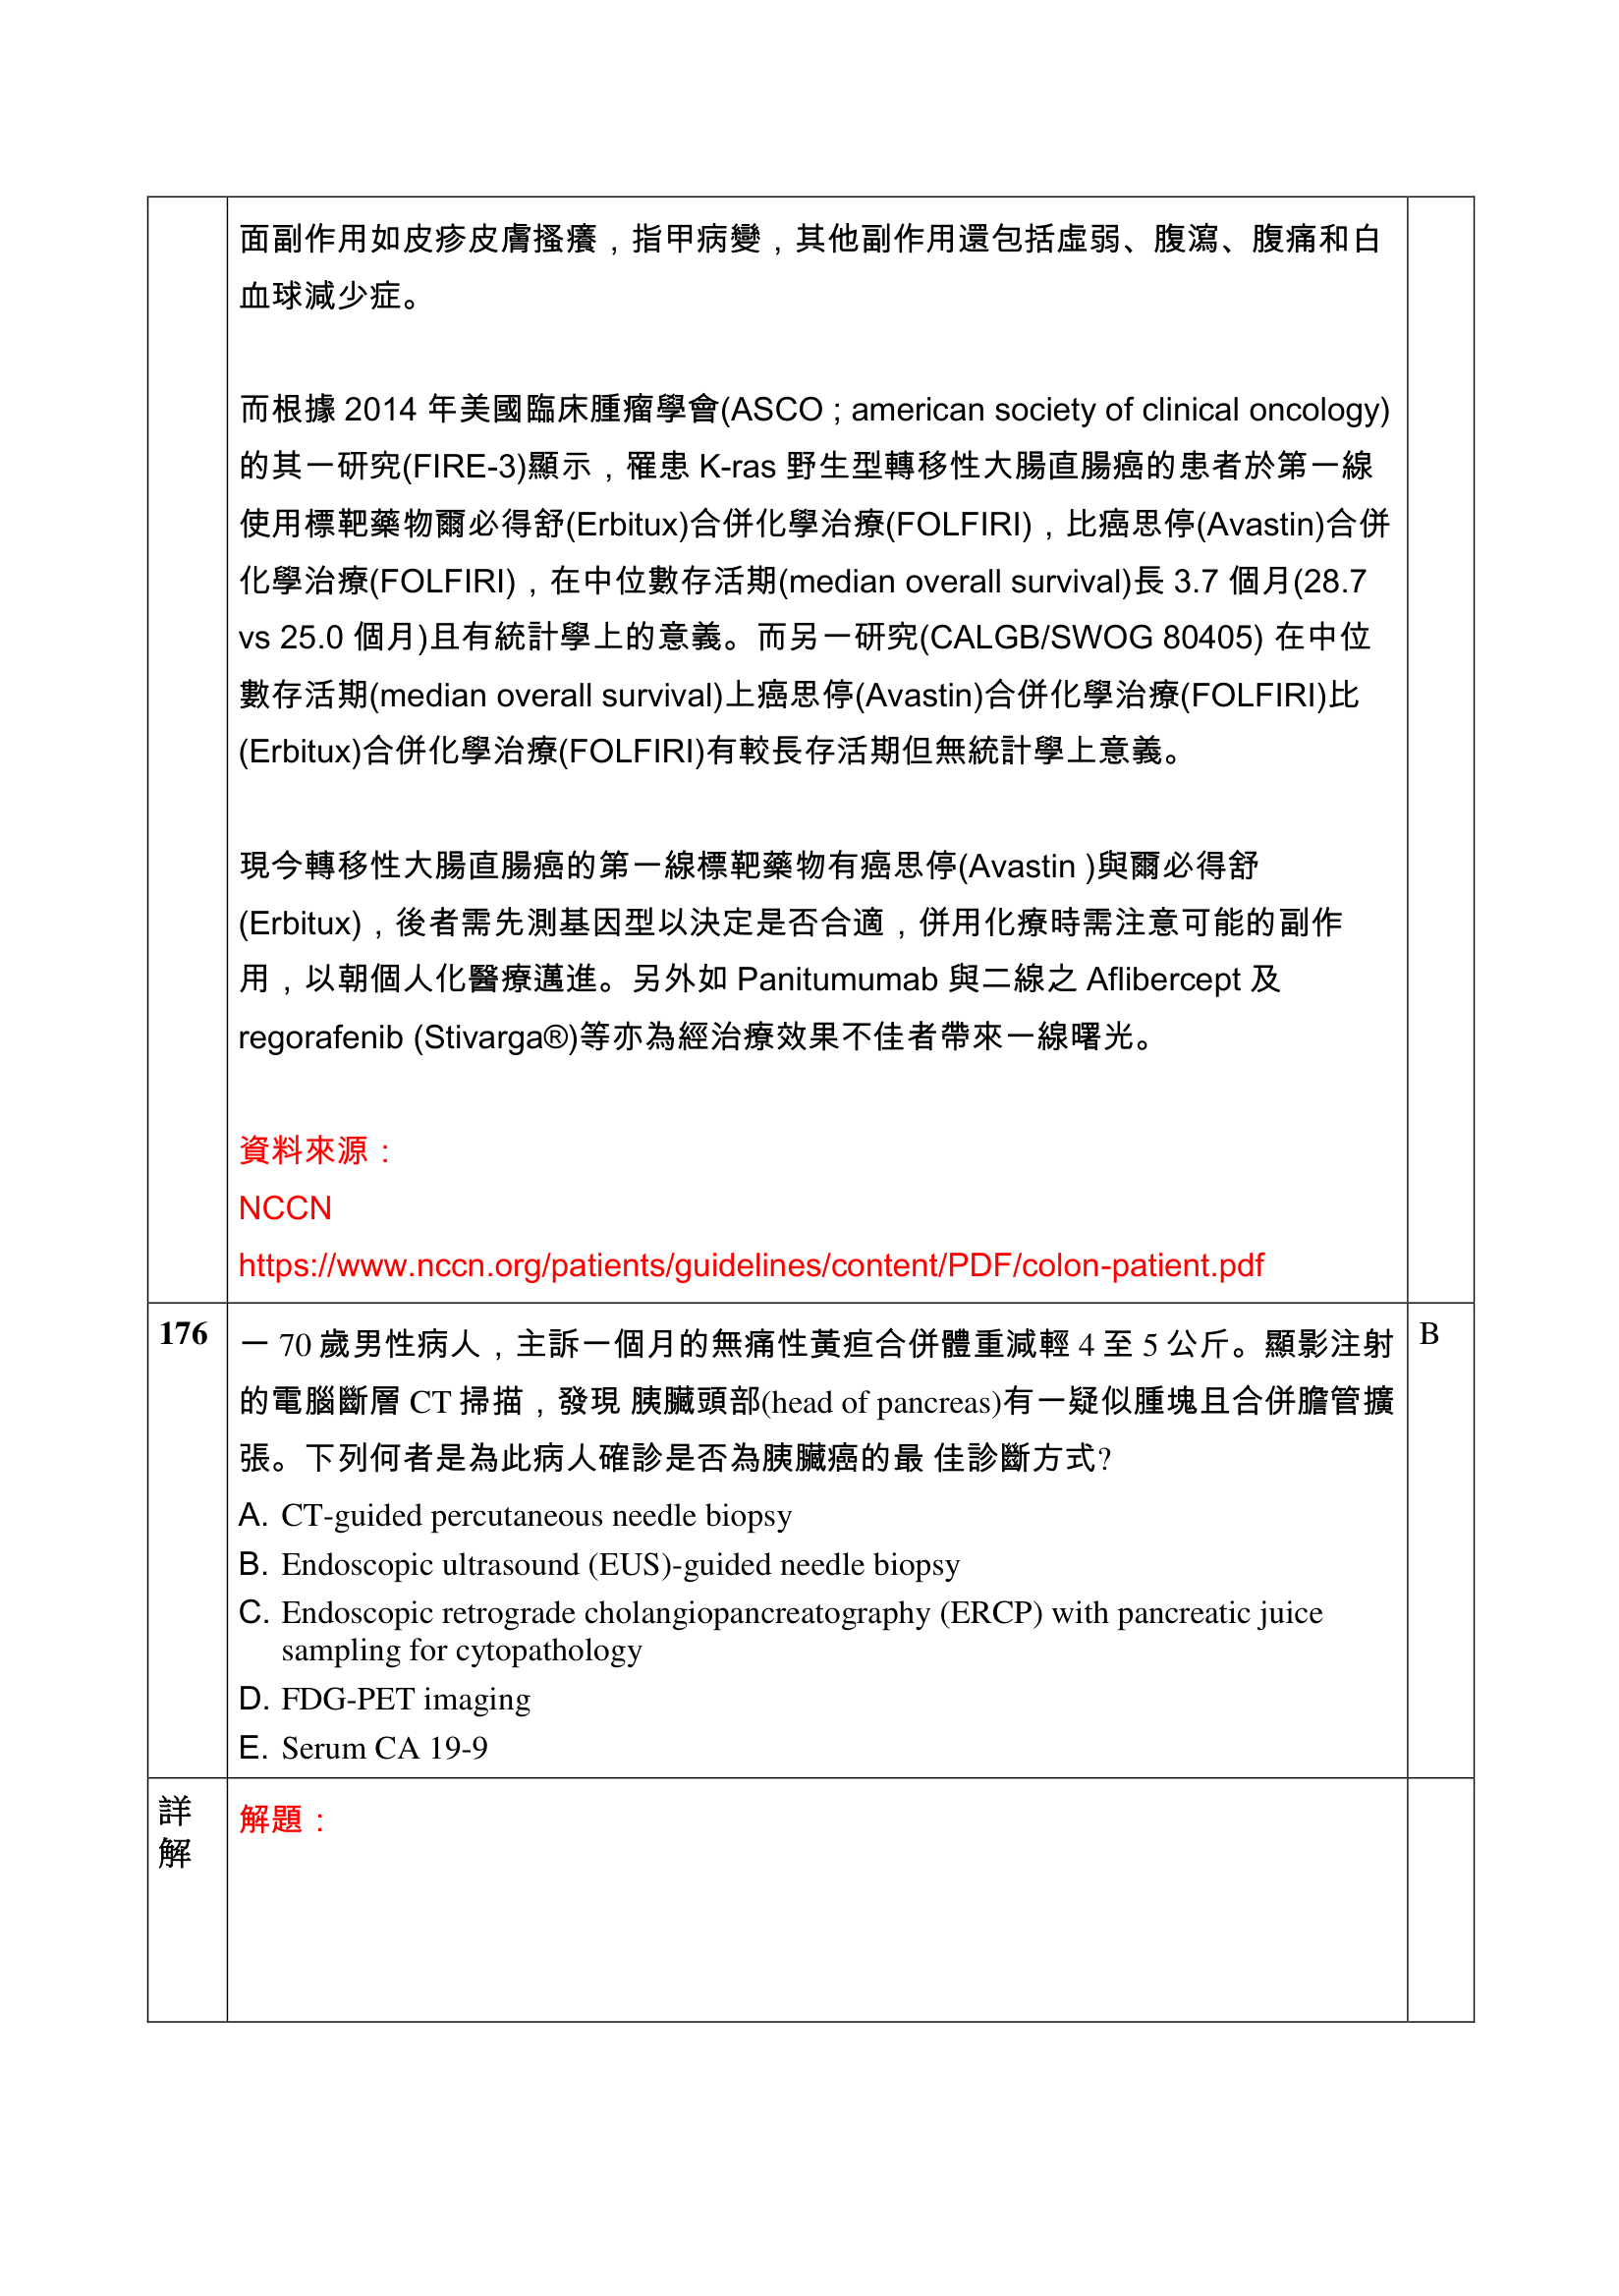 面副作用如皮疹皮膚搔癢，指甲病變，其他副作用還包括虛弱、腹瀉、腹痛和白
血球減少症。
而根據 2014 年美國臨床腫瘤學會(ASCO ; american society of clinical oncology)
的其一研究(FIRE-3)顯示，罹患 K-ras 野生型轉移性大腸直腸癌的患者於第一線
使用標靶藥物爾必得舒(Erbitux)合併化學治療(FOLFIRI)，比癌思停(Avastin)合併
化學治療(FOLFIRI)，在中位數存活期(median overall survival)長 3.7 個月(28.7
vs 25.0 個月)且有統計學上的意義。而另一研究(CALGB/SWOG 80405) 在中位
數存活期(median overall survival)上癌思停(Avastin)合併化學治療(FOLFIRI)比
(Erbitux)合併化學治療(FOLFIRI)有較長存活期但無統計學上意義。
現今轉移性大腸直腸癌的第一線標靶藥物有癌思停(Avastin )與爾必得舒
(Erbitux)，後者需先測基因型以決定是否合適，併用化療時需注意可能的副作
用，以朝個人化醫療邁進。另外如 Panitumumab 與二線之 Aflibercept 及
regorafenib (Stivarga®)等亦為經治療效果不佳者帶來一線曙光。
資料來源：
NCCN
https://www.nccn.org/patients/guidelines/content/PDF/colon-patient.pdf
176
一 70 歲男性病人，主訴一個月的無痛性黃疸合併體重減輕 4 至 5 公斤。顯影注射
的電腦斷層 CT 掃描，發現 胰臟頭部(head of pancreas)有一疑似腫塊且合併膽管擴
張。下列何者是為此病人確診是否為胰臟癌的最 佳診斷方式?
A. CT-guided percutaneous needle biopsy
B. Endoscopic ultrasound (EUS)-guided needle biopsy
C. Endoscopic retrograde cholangiopancreatography (ERCP) with pancreatic juice
sampling for cytopathology
D. FDG-PET imaging
E. Serum CA 19-9
B
詳
解
解題：